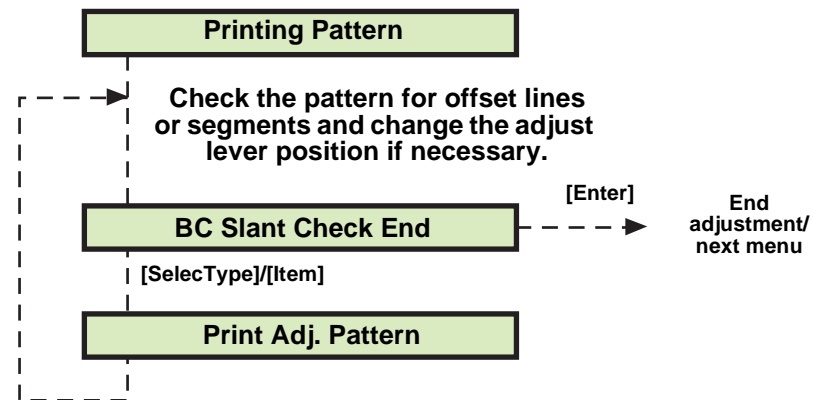 Printing Pattern
Check the pattern for offset lines
or segments and change the adjust
lever position if necessary.
BC Slant Check End
[Enter]
End
adjustment/
next menu
[SelecType]/[Item]
Print Adj. Pattern